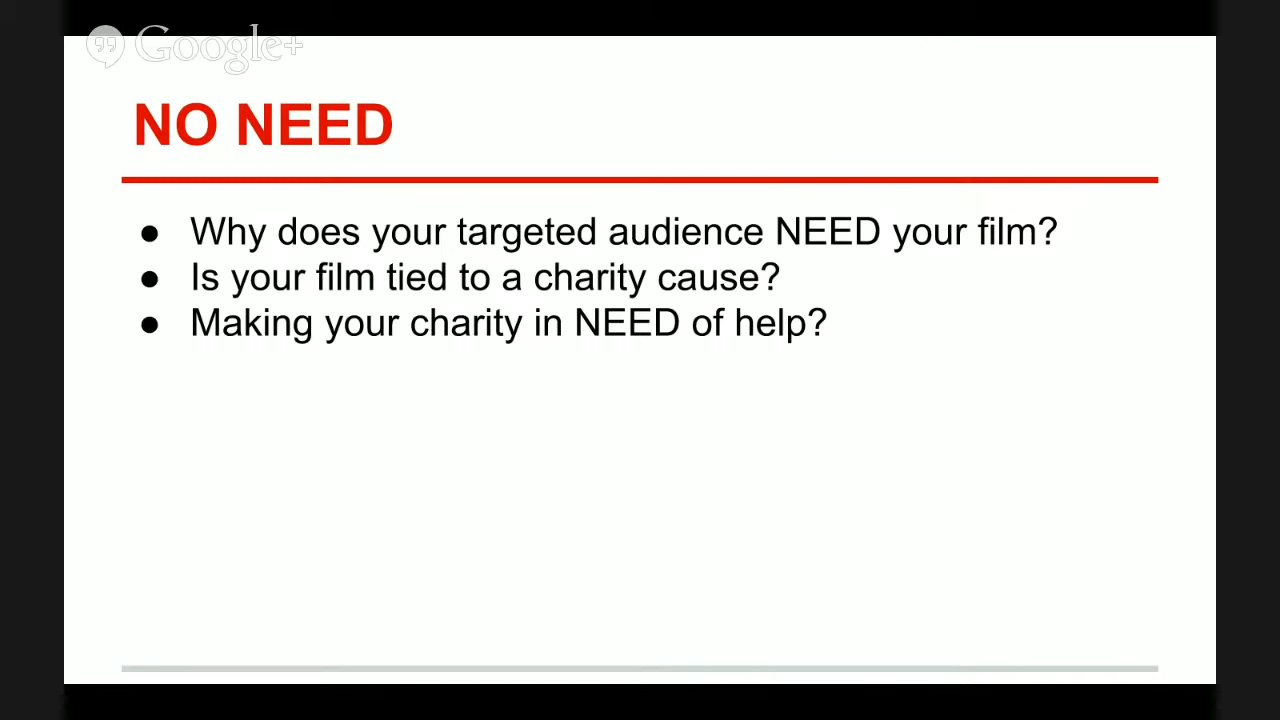 Google+
NO NEED
● Why does your targeted audience NEED your film?
● Is your film tied to a charity cause?
● Making your charity in NEED of help?